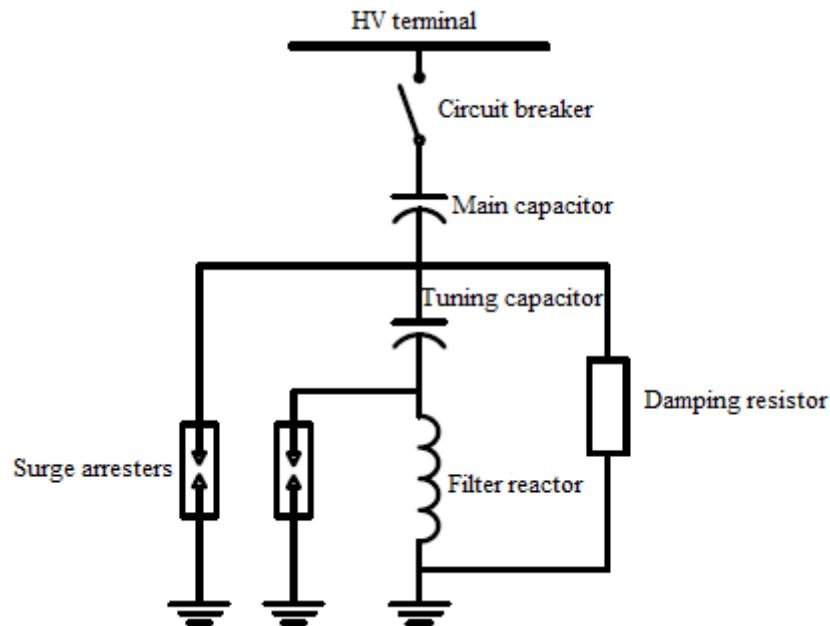 HV terminal
Circuit breaker
Main capacitor
Tuning capacitor
Damping resistor
Surge arresters
Filter reactor